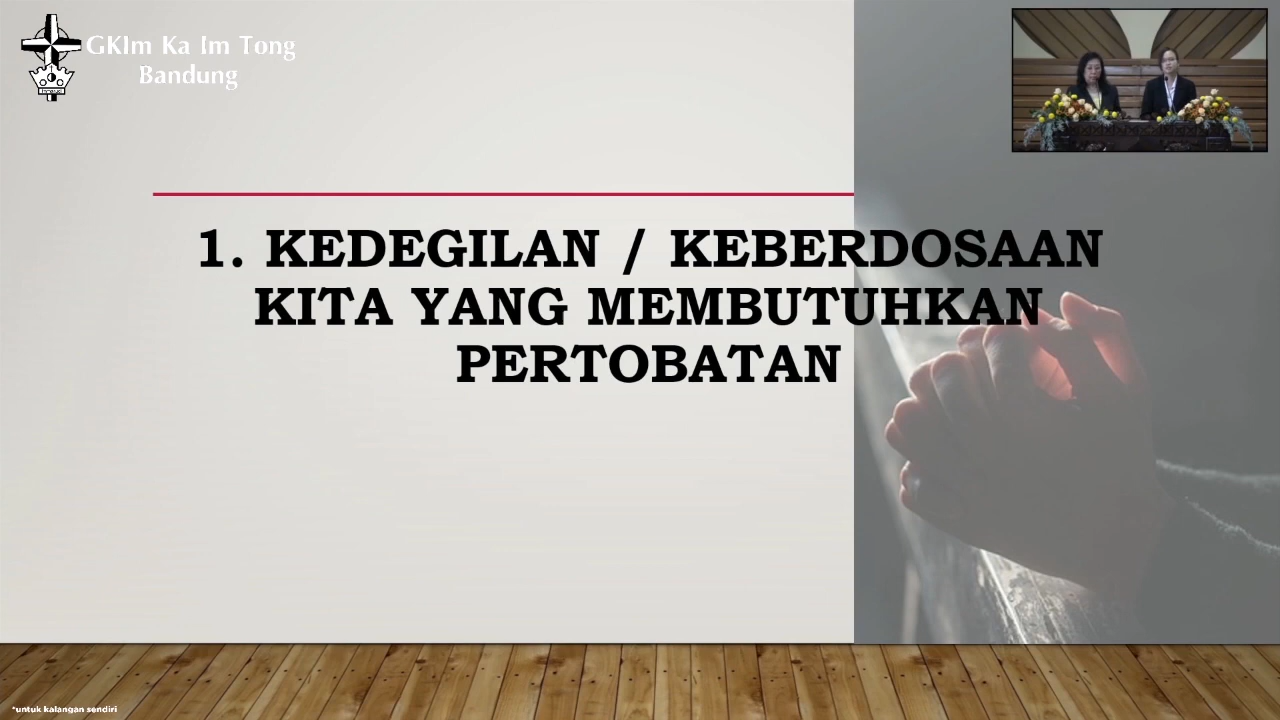 GKIm Ka Im Tong
Bandung
1. KEDEGILAN / KEBERDOSAAN
KITA YANG MEMBUTUHKAN
PERTOBATAN
*untuk kalangan sendiri